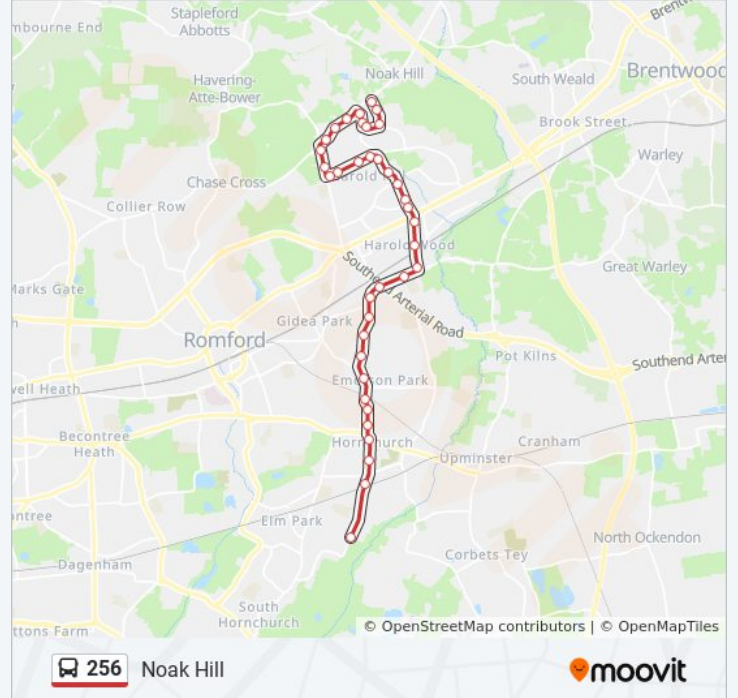 mbourne End
Stapleford
Abbotts
Brentw
Noak Hill
Havering-
Atte-Bower
South Weald
Brentwood
Brook Street
Warley
Chase Cross
Collier Row
Harold Wood
Great Warley
Marks Gate
Southend Arterial Road
Gidea Park
Romford
Pot Kilns
Southend Arter
Emerson Park
well Heath
Becontree
Heath
Hornchurch
Cranham
Upminster
ntree
Elm Park
North Ockendon
Corbets Tey
Dagenham
South
Hornchurch
ttons Farm
© OpenStreetMap contributors | © OpenMapTiles
256 Noak Hill
moovit